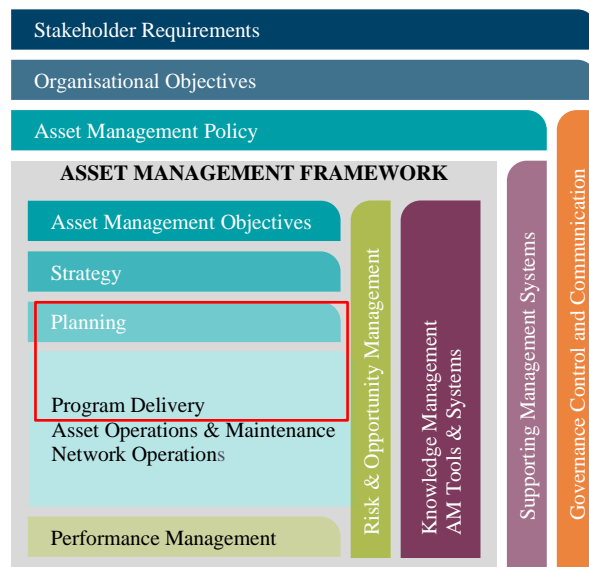 Stakeholder Requirements
Organisational Objectives
Asset Management Policy
ASSET MANAGEMENT FRAMEWORK
Asset Management Objectives
Strategy
Planning
Program Delivery
Asset Operations & Maintenance
Network Operations
Performance Management
Risk & Opportunity Management
Knowledge Management
AM Tools & Systems
Supporting Management Systems
Governance Control and Communication